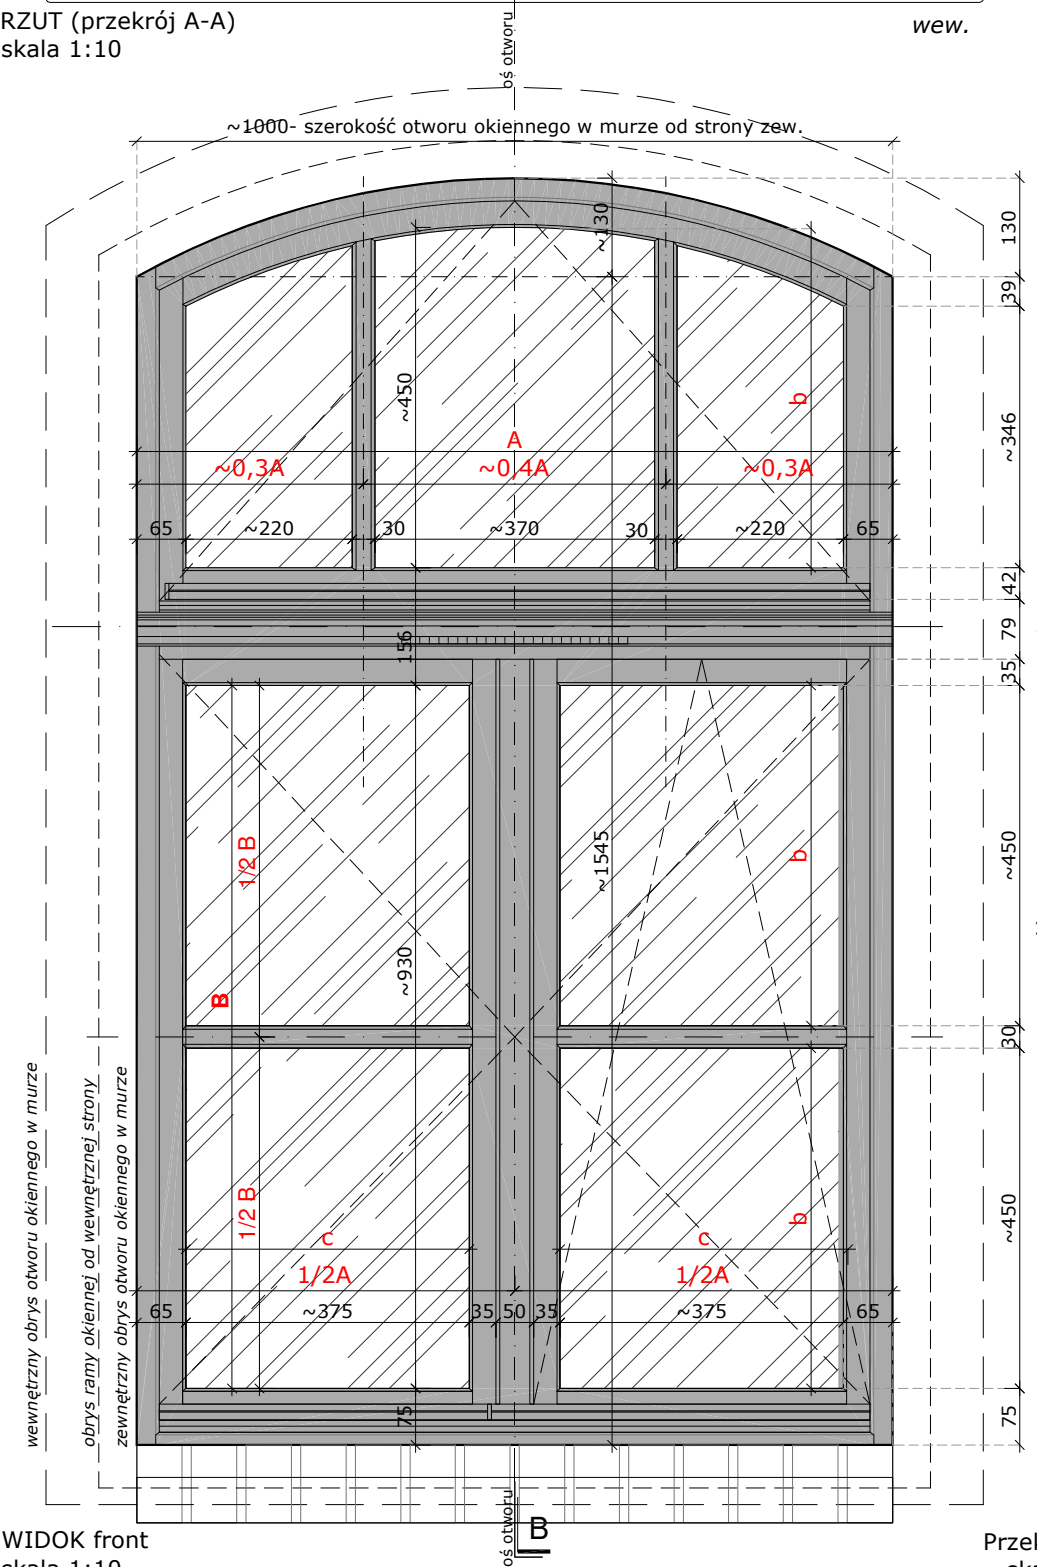 RZUT (przekrój A-A)
skala 1:10
oś otworu
wew.
~1000- szerokość otworu okiennego w murze od strony zew.
~130
130
39
~450
b
~346
A
~0,3A
~0,4A
~0,3A
65
~220
30
~370
30
~220
65
42
79
156
35
1/2 B
~1545
b
~450
~930
B
30
wewnętrzny obrys otworu okiennego w murze
obrys ramy okiennej od wewnętrznej strony
zewnętrzny obrys otworu okiennego w murze
1/2 B
b
~450
c
c
1/2A
1/2A
65
~375
35
50
35
~375
65
75
75
oś otworu
B
WIDOK front
skala 1:10